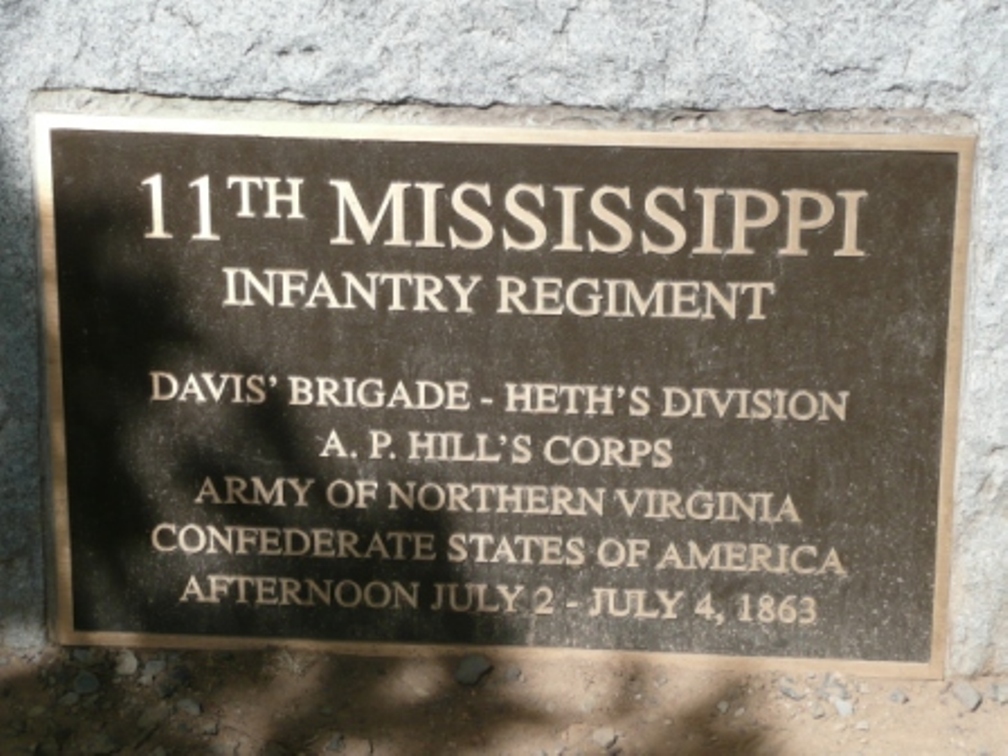 11TH MISSISSIPPI
INFANTRY REGIMENT
DAVIS' BRIGADE - HETH'S DIVISION
A. P. HILL'S CORPS
ARMY OF NORTHERN VIRGINIA
CONFEDERATE STATES OF AMERICA
AFTERNOON JULY 2 - JULY 4, 1863